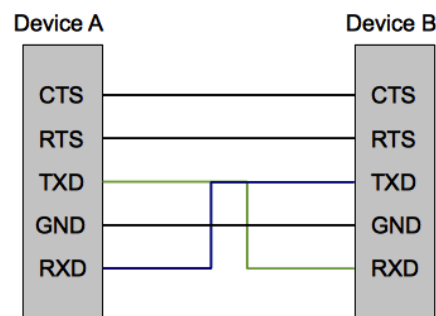 Device A Device B
CTS CTS
RTS RTS
TXD TXD
GND GND
RXD RXD